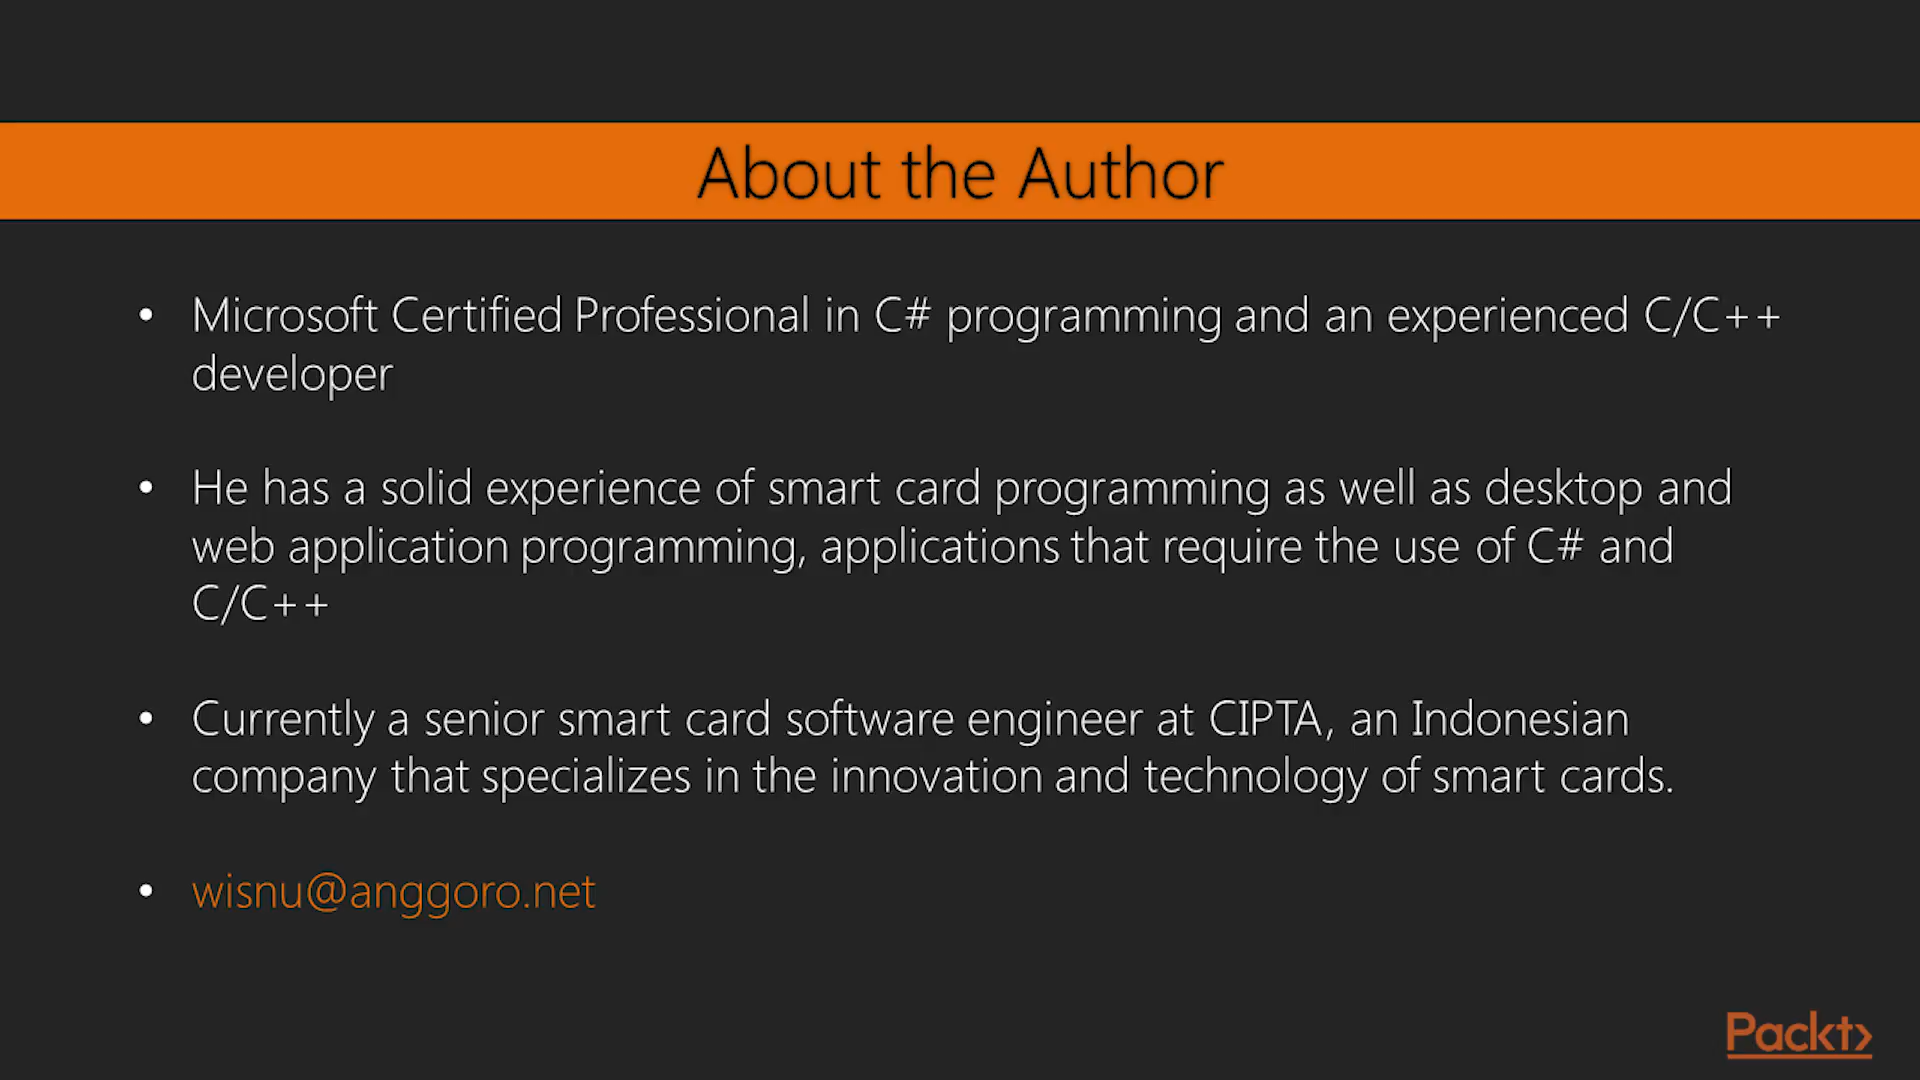 About the Author
• Microsoft Certified Professional in C# programming and an experienced C/C++
developer
• He has a solid experience of smart card programming as well as desktop and
web application programming, applications that require the use of C# and
C/C++
• Currently a senior smart card software engineer at CIPTA, an Indonesian
company that specializes in the innovation and technology of smart cards.
• wisnu@anggoro.net
Packt>